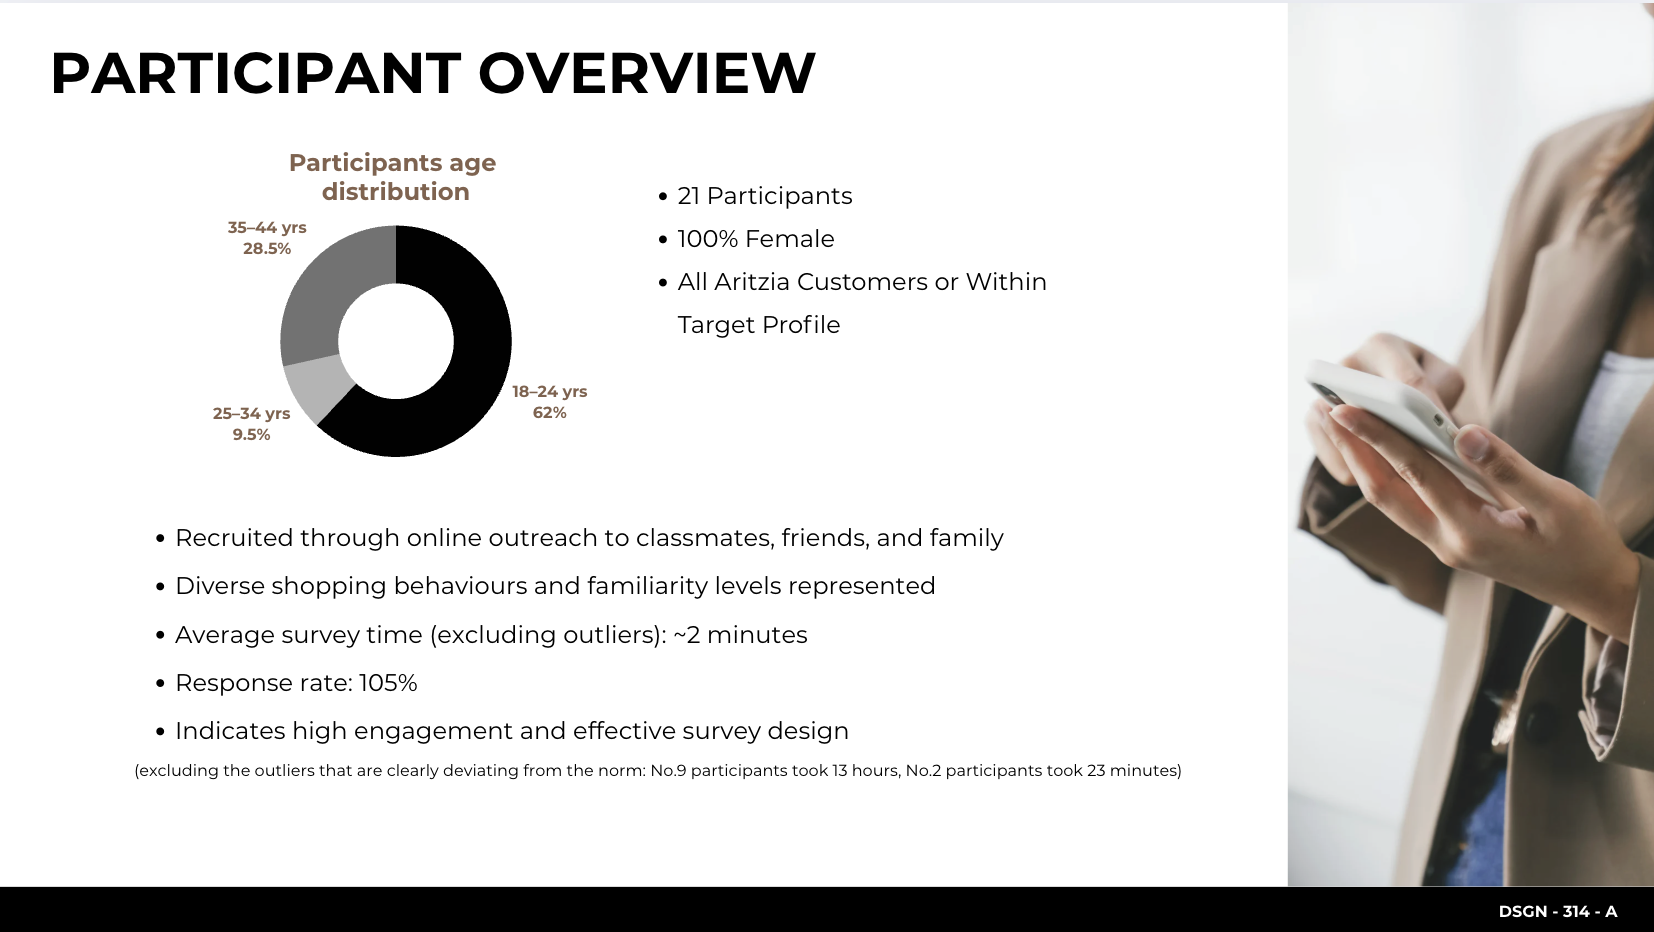 PARTICIPANT OVERVIEW
Participants age
distribution
35–44 yrs
28.5%
18–24 yrs
62%
25–34 yrs
9.5%
• 21 Participants
• 100% Female
• All Aritzia Customers or Within
Target Profile
• Recruited through online outreach to classmates, friends, and family
• Diverse shopping behaviours and familiarity levels represented
• Average survey time (excluding outliers): ~2 minutes
• Response rate: 105%
• Indicates high engagement and effective survey design
(excluding the outliers that are clearly deviating from the norm: No.9 participants took 13 hours, No.2 participants took 23 minutes)
DSGN - 314 - A